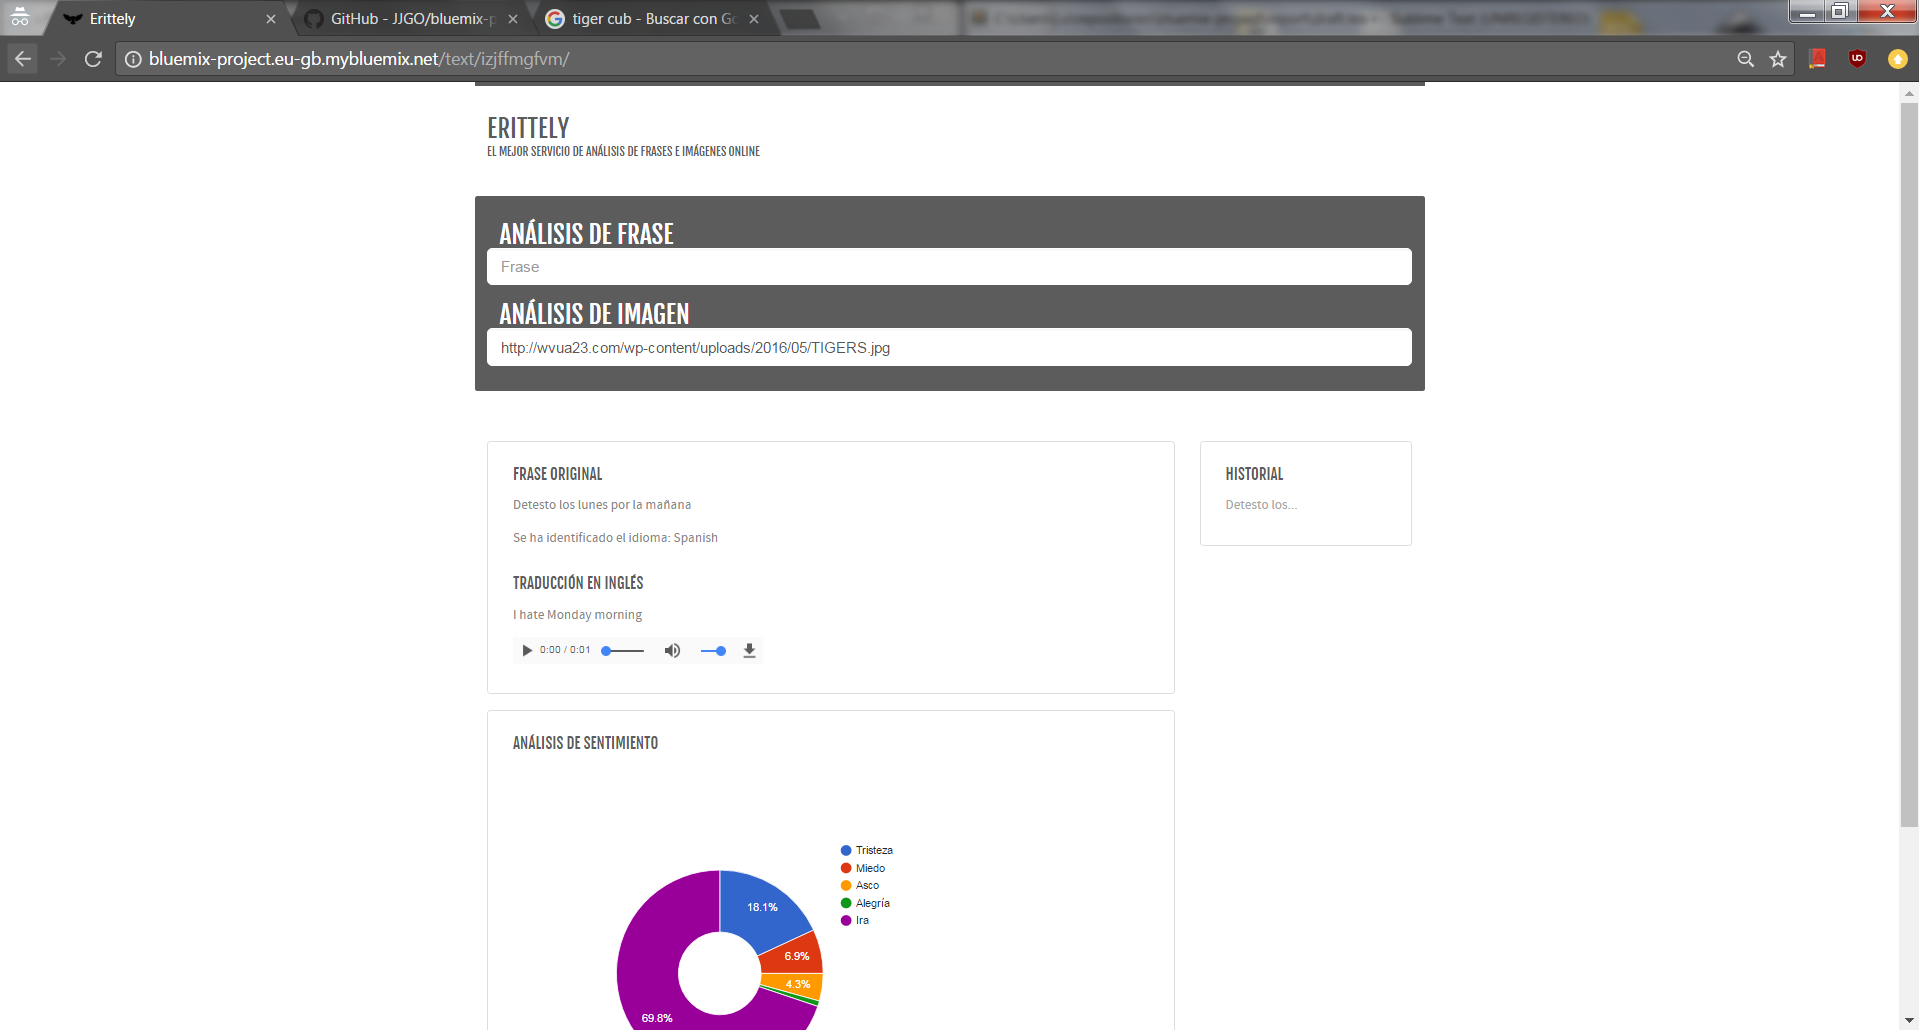 Erittely
GitHub - JJGO/bluemix-p
tiger cub - Buscar con Go
bluemix-project.eu-gb.mybluemix.net/text/izjffmgfvm/
ERITTELY
EL MEJOR SERVICIO DE ANÁLISIS DE FRASES E IMÁGENES ONLINE
ANÁLISIS DE FRASE
Frase
ANÁLISIS DE IMAGEN
http://wvua23.com/wp-content/uploads/2016/05/TIGERS.jpg
FRASE ORIGINAL
Detesto los lunes por la mañana
Se ha identificado el idioma: Spanish
TRADUCCIÓN EN INGLÉS
I hate Monday morning
0:00 / 0:01
HISTORIAL
Detesto los...
ANÁLISIS DE SENTIMIENTO
Tristeza
Miedo
Asco
Alegría
Ira
18.1%
6.9%
4.3%
69.8%